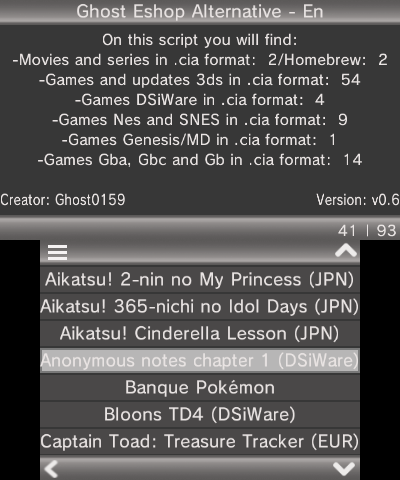 Ghost Eshop Alternative - En
On this script you will find:
-Movies and series in .cia format: 2/Homebrew: 2
-Games and updates 3ds in .cia format: 54
-Games DSiWare in .cia format: 4
-Games Nes and SNES in .cia format: 9
-Games Genesis/MD in .cia format: 1
-Games Gba, Gbc and Gb in .cia format: 14
Creator: Ghost0159 Version: v0.6
41 | 93
Aikatsu! 2-nin no My Princess (JPN)
Aikatsu! 365-nichi no Idol Days (JPN)
Aikatsu! Cinderella Lesson (JPN)
Anonymous notes chapter 1 (DSiWare)
Banque Pokémon
Bloons TD4 (DSiWare)
Captain Toad: Treasure Tracker (EUR)